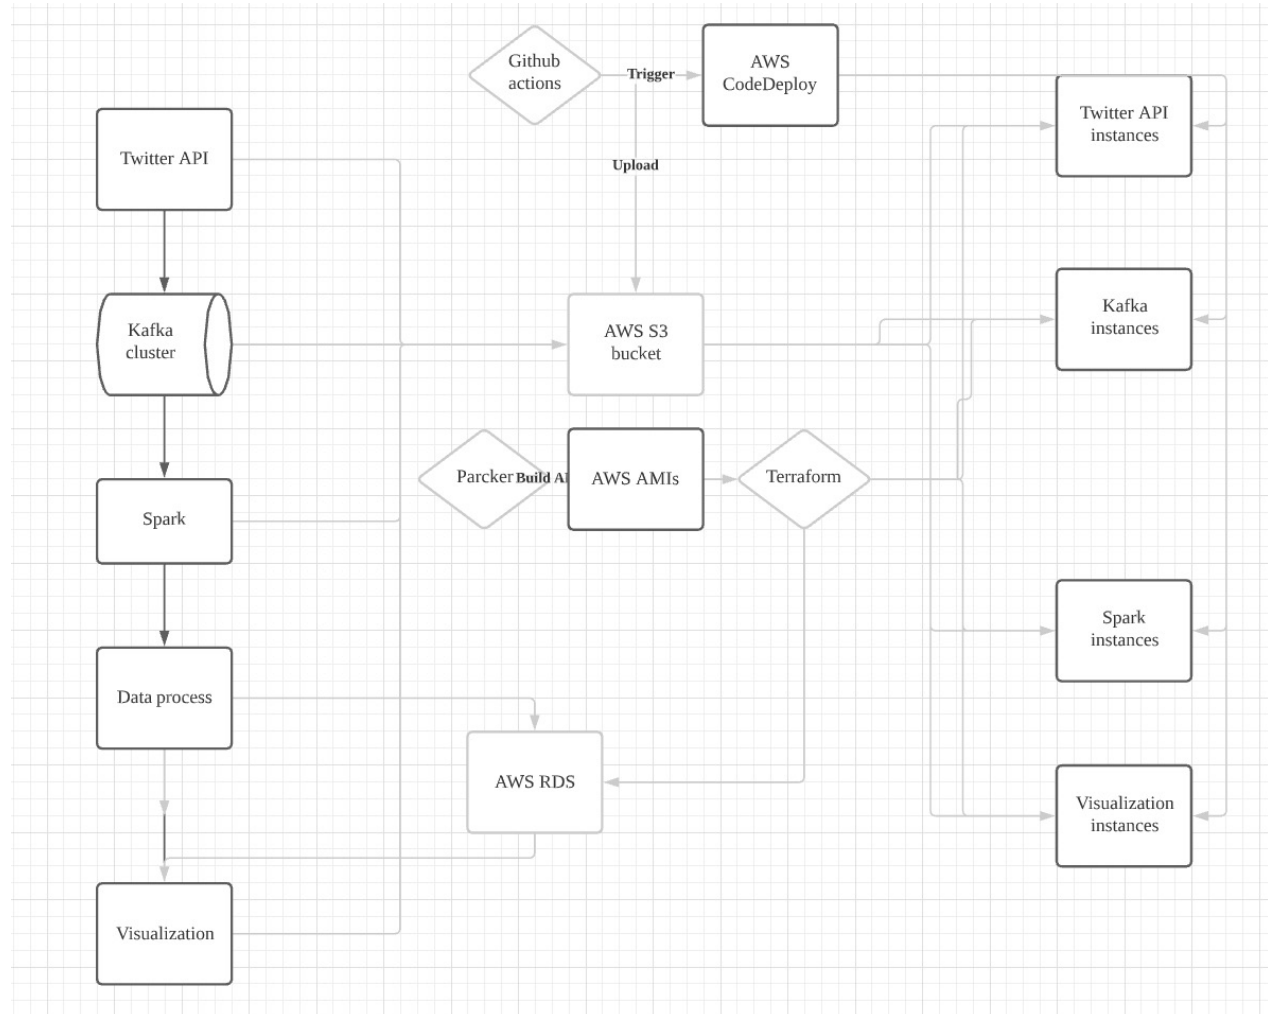 Github
actions
Trigger
AWS
CodeDeploy
Twitter API
instances
Twitter API
Upload
Kafka
cluster
AWS S3
bucket
Kafka
instances
Parcker
Build A
AWS AMIs
Terraform
Spark
Spark
instances
Data process
AWS RDS
Visualization
instances
Visualization